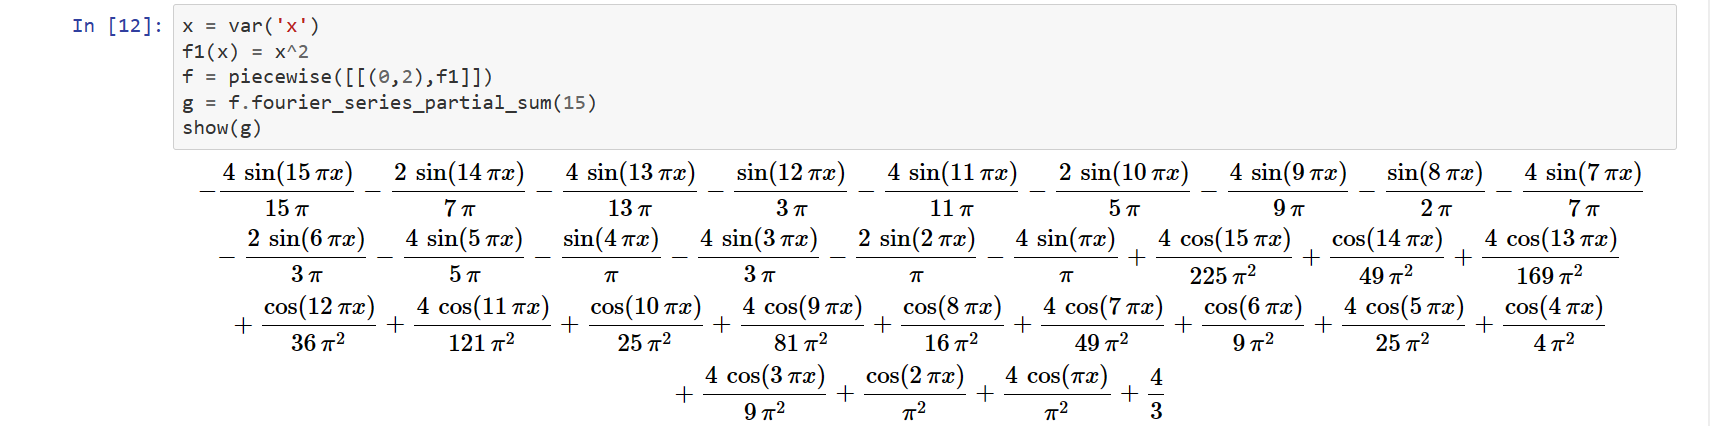 In [12]: x = var('x')
f1(x) = x^2
f = piecewise([[(0,2),f1]])
g = f.fourier_series_partial_sum(15)
show(g)
− 4 sin(15 πx)/15 π − 2 sin(14 πx)/7 π − 4 sin(13 πx)/13 π − sin(12 πx)/3 π − 4 sin(11 πx)/11 π − 2 sin(10 πx)/5 π − 4 sin(9 πx)/9 π − sin(8 πx)/2 π − 4 sin(7 πx)/7 π
− 2 sin(6 πx)/3 π − 4 sin(5 πx)/5 π − sin(4 πx)/π − 4 sin(3 πx)/3 π − 2 sin(2 πx)/π − 4 sin(πx)/π + 4 cos(15 πx)/225 π² + cos(14 πx)/49 π² + 4 cos(13 πx)/169 π²
+ cos(12 πx)/36 π² + 4 cos(11 πx)/121 π² + cos(10 πx)/25 π² + 4 cos(9 πx)/81 π² + cos(8 πx)/16 π² + 4 cos(7 πx)/49 π² + cos(6 πx)/9 π² + 4 cos(5 πx)/25 π² + cos(4 πx)/4 π²
+ 4 cos(3 πx)/9 π² + cos(2 πx)/π² + 4 cos(πx)/π² + 4/3